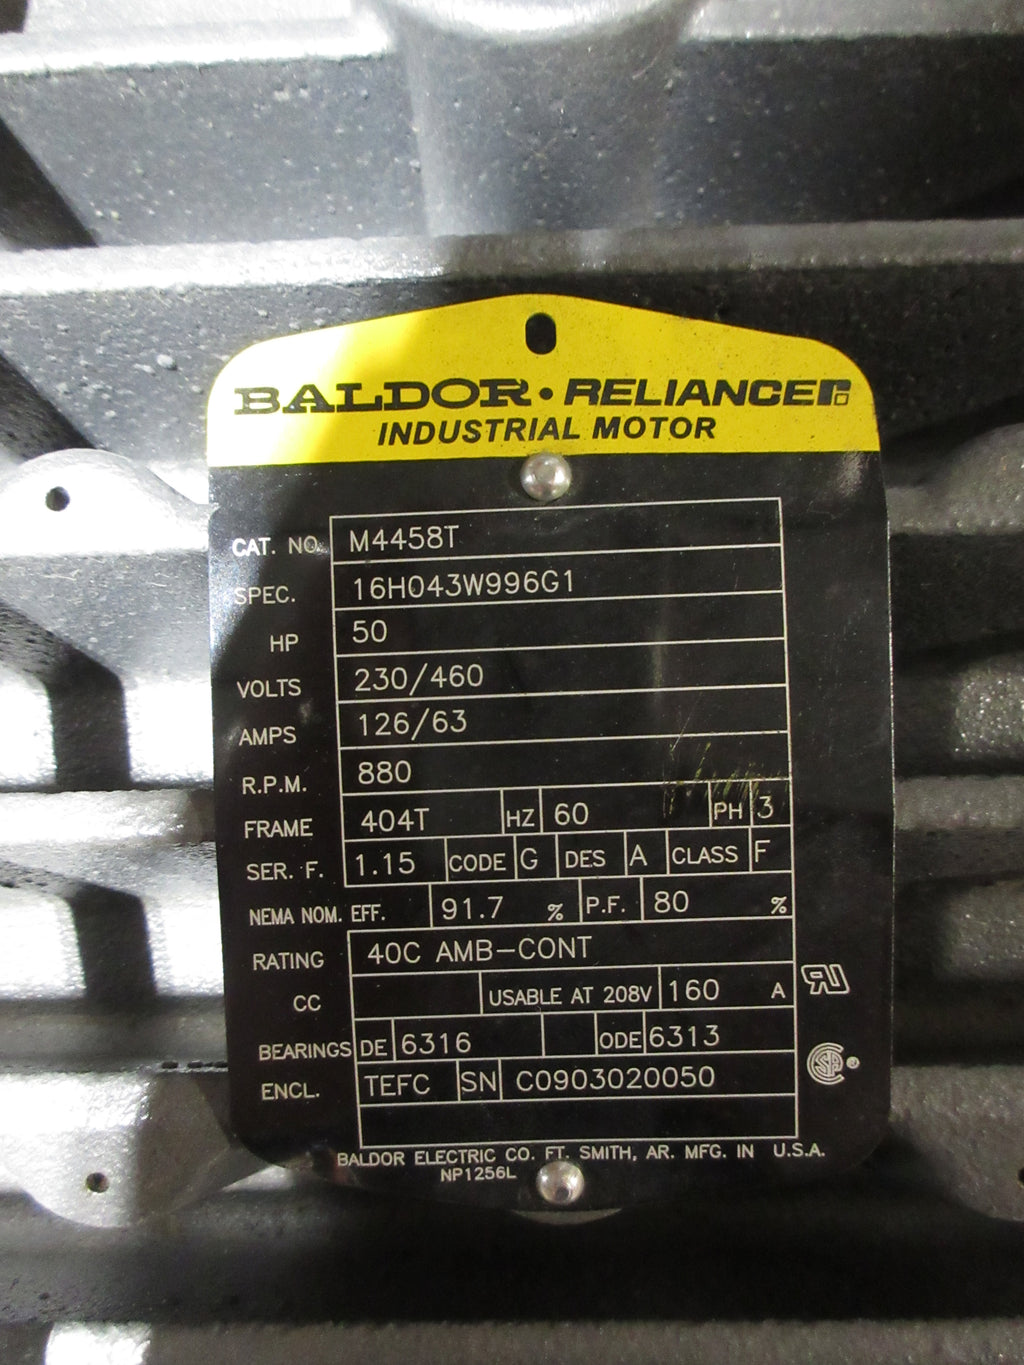 BALDOR • RELIANCER
INDUSTRIAL MOTOR
CAT. NO. M4458T
SPEC. 16H043W996G1
HP 50
VOLTS 230/460
AMPS 126/63
R.P.M. 880
FRAME 404T HZ 60 PH 3
SER. F. 1.15 CODE G DES A CLASS F
NEMA NOM. EFF. 91.7 % P.F. 80 %
RATING 40C AMB-CONT
CC USABLE AT 208V 160 A
BEARINGS DE 6316 ODE 6313
ENCL. TEFC SN C0903020050
BALDOR ELECTRIC CO. FT. SMITH, AR. MFG. IN U.S.A.
NP1256L